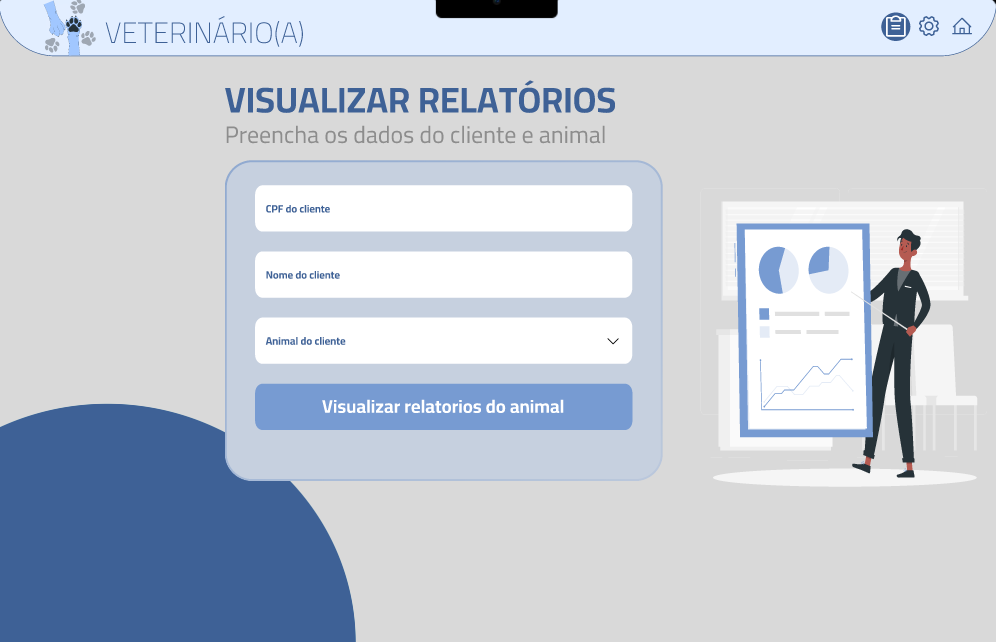 VETERINÁRIO(A)
VISUALIZAR RELATÓRIOS
Preencha os dados do cliente e animal
CPF do cliente
Nome do cliente
Animal do cliente
Visualizar relatorios do animal